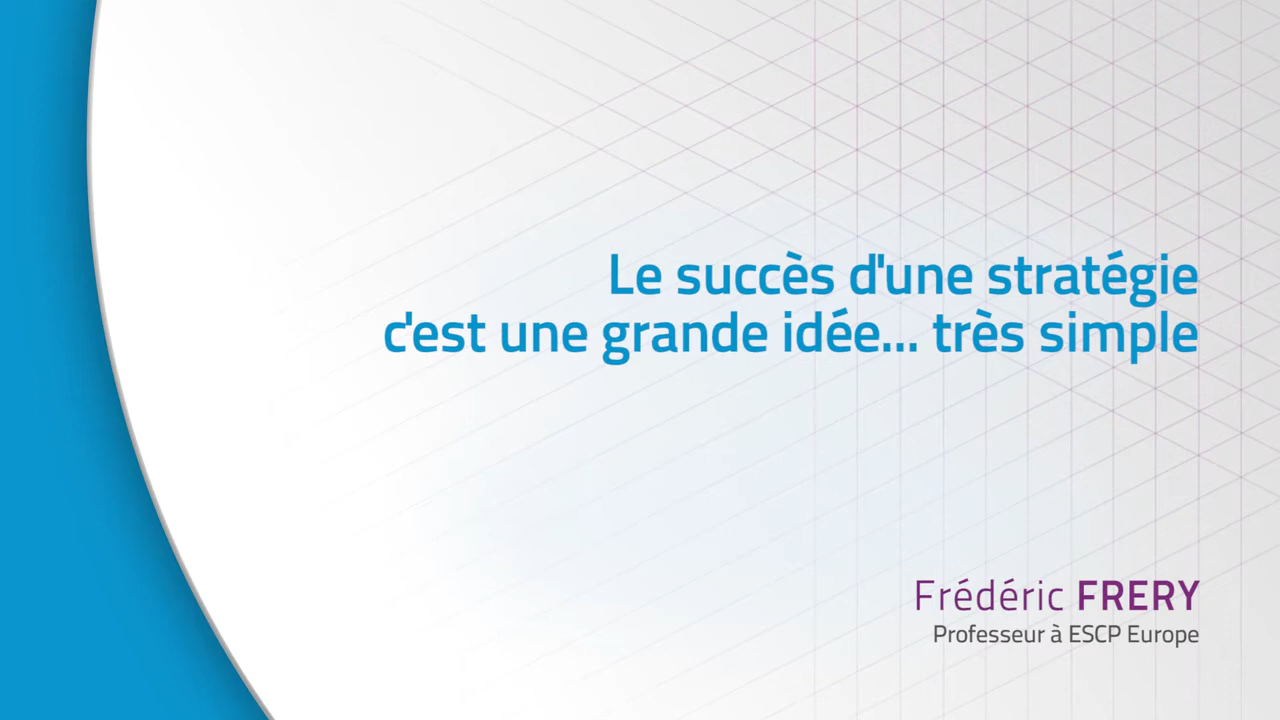 Le succès d'une stratégie
c'est une grande idée... très simple
Frédéric FRERY
Professeur à ESCP Europe